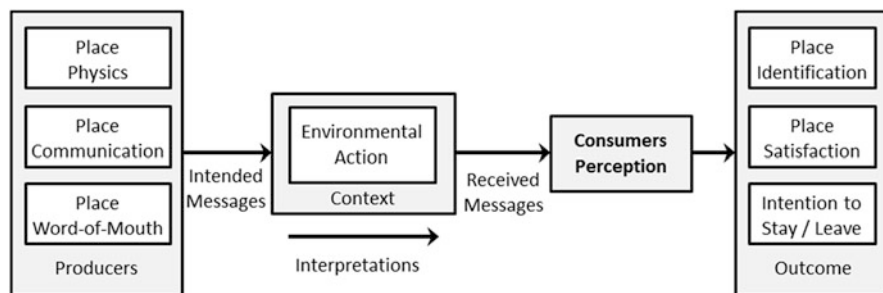 Place
Physics
Place
Communication
Place
Word-of-Mouth
Producers
Intended
Messages
Environmental
Action
Context
Interpretations
Received
Messages
Consumers
Perception
Place
Identification
Place
Satisfaction
Intention to
Stay / Leave
Outcome